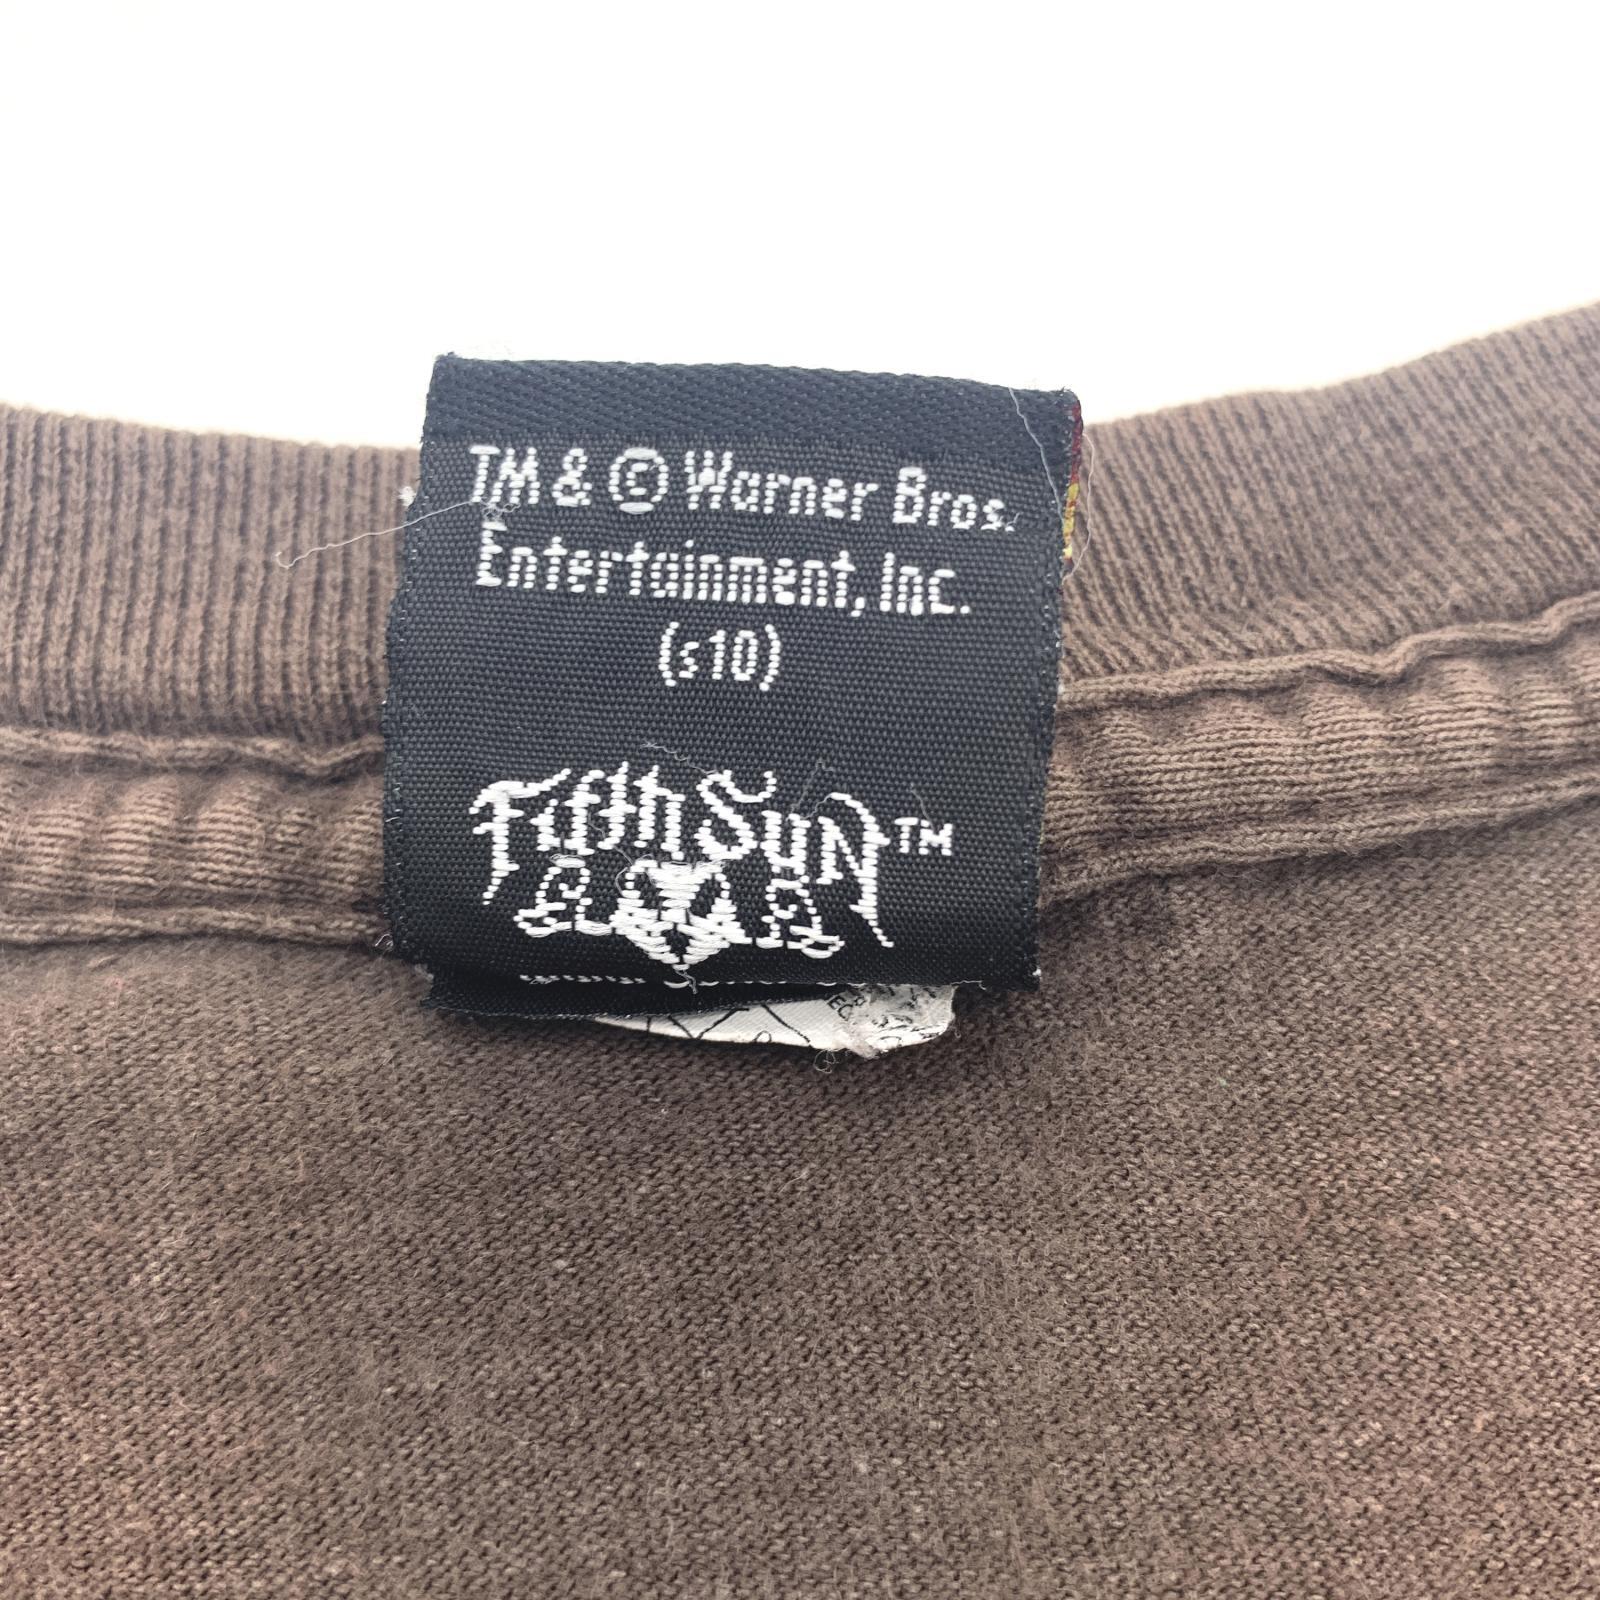 TM & © Warner Bros.
Entertainment, Inc.
(s10)
Fifth Sun™